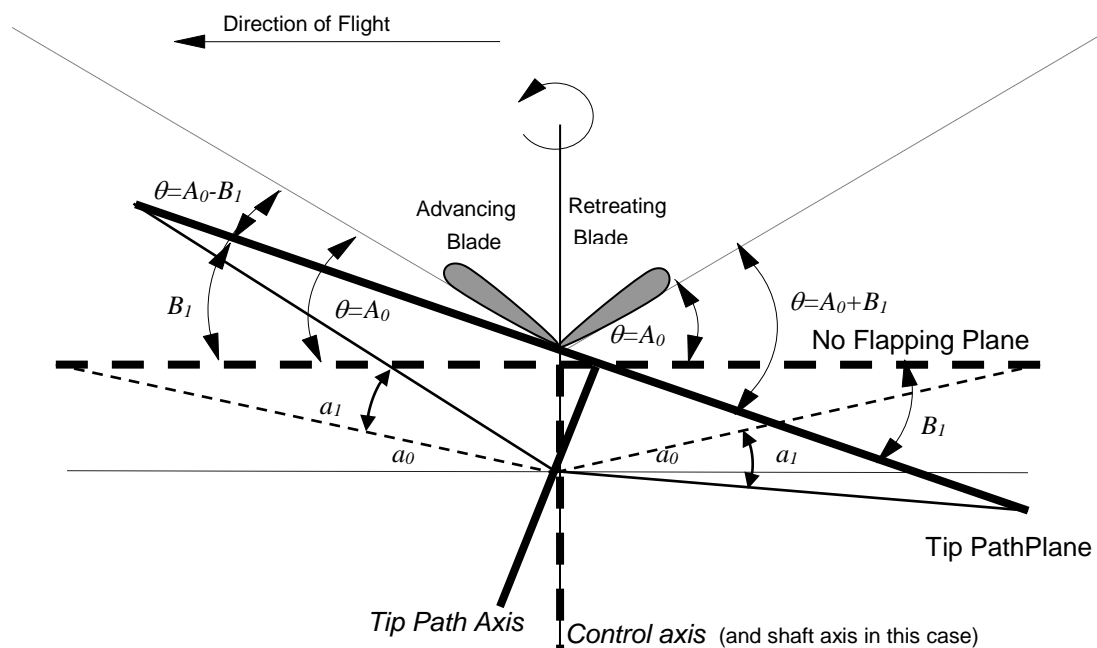 Direction of Flight
θ=A0-B1
Advancing
Blade
Retreating
Blade
B1
θ=A0
θ=A0
θ=A0+B1
No Flapping Plane
a1
B1
a0
a0
a1
Tip PathPlane
Tip Path Axis
Control axis (and shaft axis in this case)